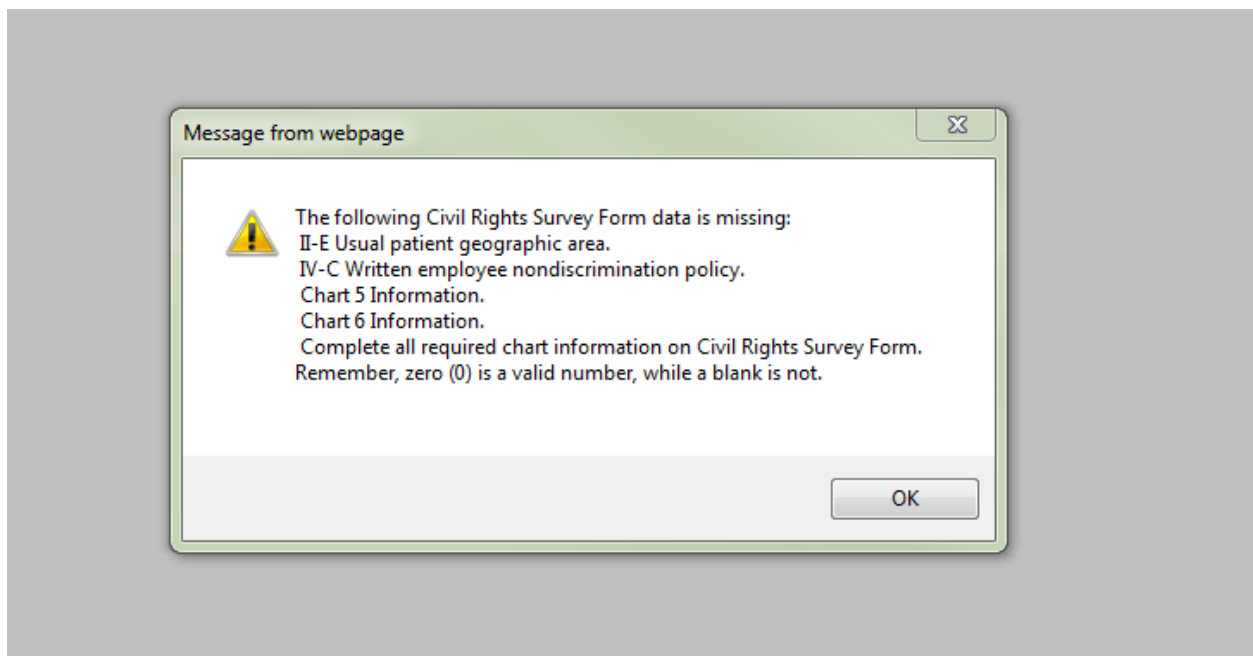 Message from webpage
The following Civil Rights Survey Form data is missing:
II-E Usual patient geographic area.
IV-C Written employee nondiscrimination policy.
Chart 5 Information.
Chart 6 Information.
Complete all required chart information on Civil Rights Survey Form.
Remember, zero (0) is a valid number, while a blank is not.
OK